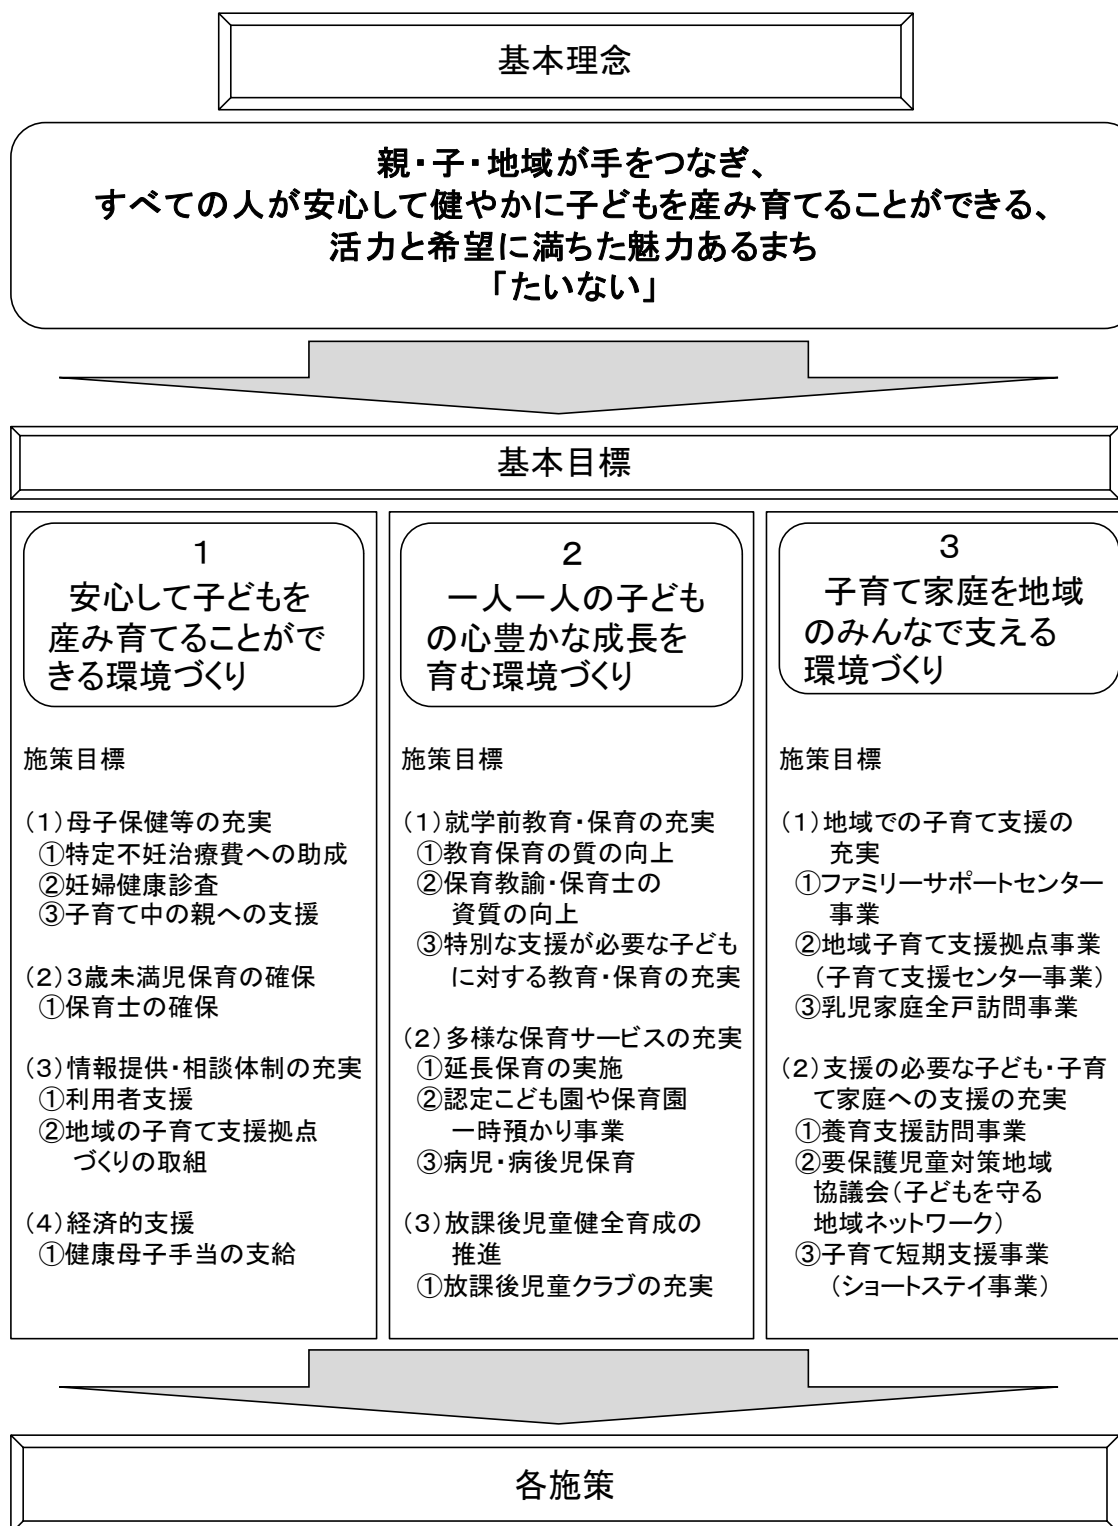 基本理念
親・子・地域が手をつなぎ、
すべての人が安心して健やかに子どもを産み育てることができる、
活力と希望に満ちた魅力あるまち
「たいない」
基本目標
１
安心して子どもを
産み育てることがで
きる環境づくり
施策目標
（１）母子保健等の充実
①特定不妊治療費への助成
②妊婦健康診査
③子育て中の親への支援
（２）３歳未満児保育の確保
①保育士の確保
（３）情報提供・相談体制の充実
①利用者支援
②地域の子育て支援拠点
づくりの取組
（４）経済的支援
①健康母子手当の支給
２
一人一人の子ども
の心豊かな成長を
育む環境づくり
施策目標
（１）就学前教育・保育の充実
①教育保育の質の向上
②保育教諭・保育士の
資質の向上
③特別な支援が必要な子ども
に対する教育・保育の充実
（２）多様な保育サービスの充実
①延長保育の実施
②認定こども園や保育園
一時預かり事業
③病児・病後児保育
（３）放課後児童健全育成の
推進
①放課後児童クラブの充実
３
子育て家庭を地域
のみんなで支える
環境づくり
施策目標
（１）地域での子育て支援の
充実
①ファミリーサポートセンター
事業
②地域子育て支援拠点事業
（子育て支援センター事業）
③乳児家庭全戸訪問事業
（２）支援の必要な子ども・子育
て家庭への支援の充実
①養育支援訪問事業
②要保護児童対策地域
協議会（子どもを守る
地域ネットワーク）
③子育て短期支援事業
（ショートステイ事業）
各施策